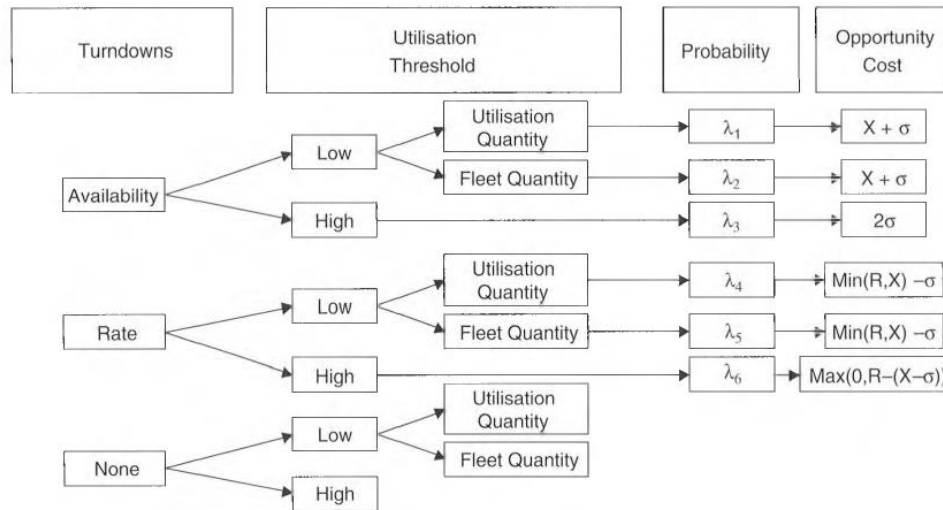 Turndowns
Utilisation
Threshold
Probability
Opportunity
Cost
Availability
Low
Utilisation
Quantity
λ₁
X + σ
Fleet Quantity
λ₂
X + σ
High
λ₃
2σ
Rate
Low
Utilisation
Quantity
λ₄
Min(R,X) –σ
Fleet Quantity
λ₅
Min(R,X) –σ
High
λ₆
Max(0,R–(X–σ))
None
Low
Utilisation
Quantity
Fleet Quantity
High